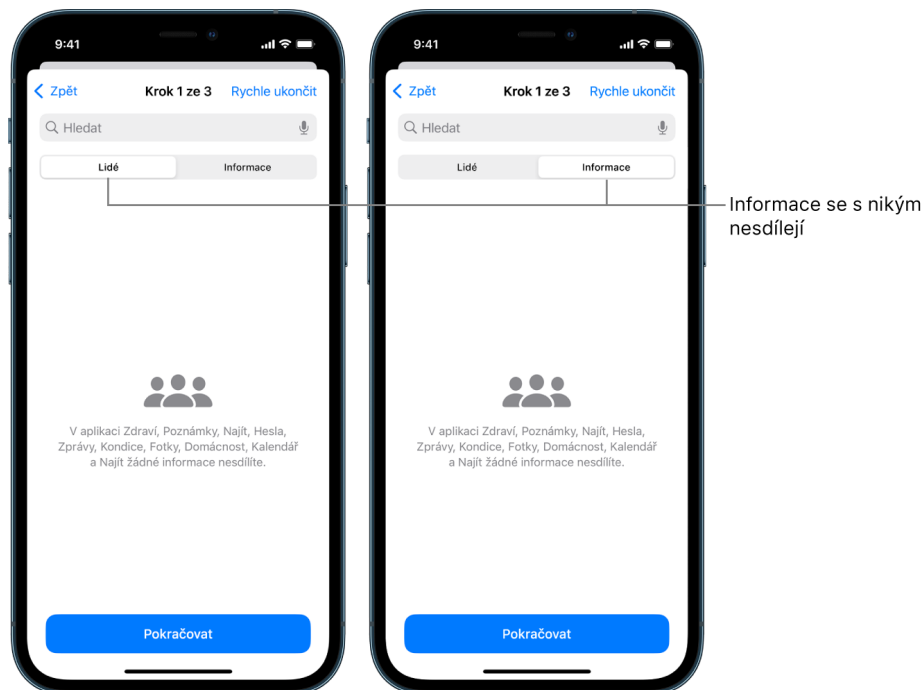 9:41
Zpět
Krok 1 ze 3
Rychle ukončit
Hledat
Lidé
Informace
V aplikaci Zdraví, Poznámky, Najít, Hesla,
Zprávy, Kondice, Fotky, Domácnost, Kalendář
a Najít žádné informace nesdílíte.
Pokračovat
9:41
Zpět
Krok 1 ze 3
Rychle ukončit
Hledat
Lidé
Informace
V aplikaci Zdraví, Poznámky, Najít, Hesla,
Zprávy, Kondice, Fotky, Domácnost, Kalendář
a Najít žádné informace nesdílíte.
Pokračovat
Informace se s nikým
nesdílejí